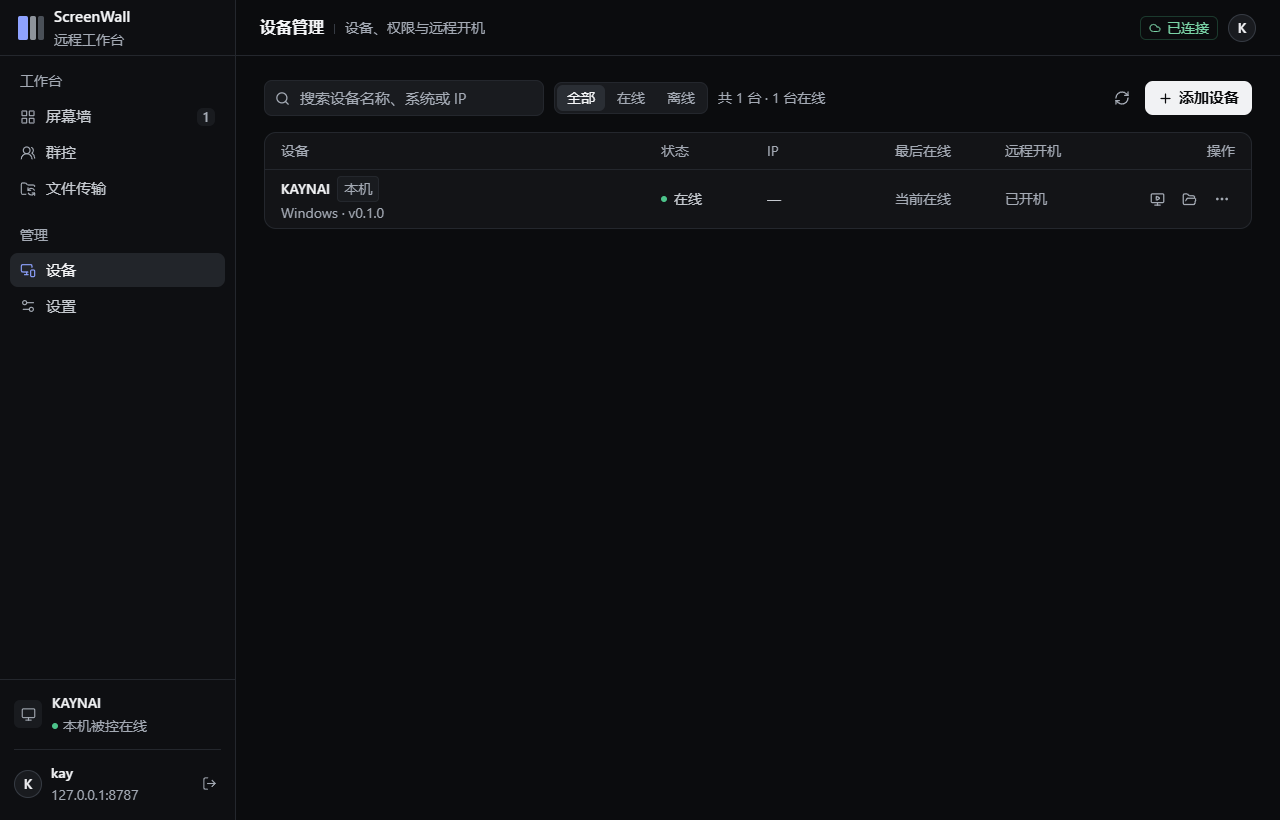 ScreenWall
远程工作台
工作台
屏幕墙 1
群控
文件传输
管理
设备
设置
KAYNAI
本机被控在线
K kay
127.0.0.1:8787
设备管理 设备、权限与远程开机 已连接 K
搜索设备名称、系统或 IP 全部 在线 离线 共 1 台 · 1 台在线 添加设备
设备 状态 IP 最后在线 远程开机 操作
KAYNAI 本机 在线 — 当前在线 已开机
Windows · v0.1.0